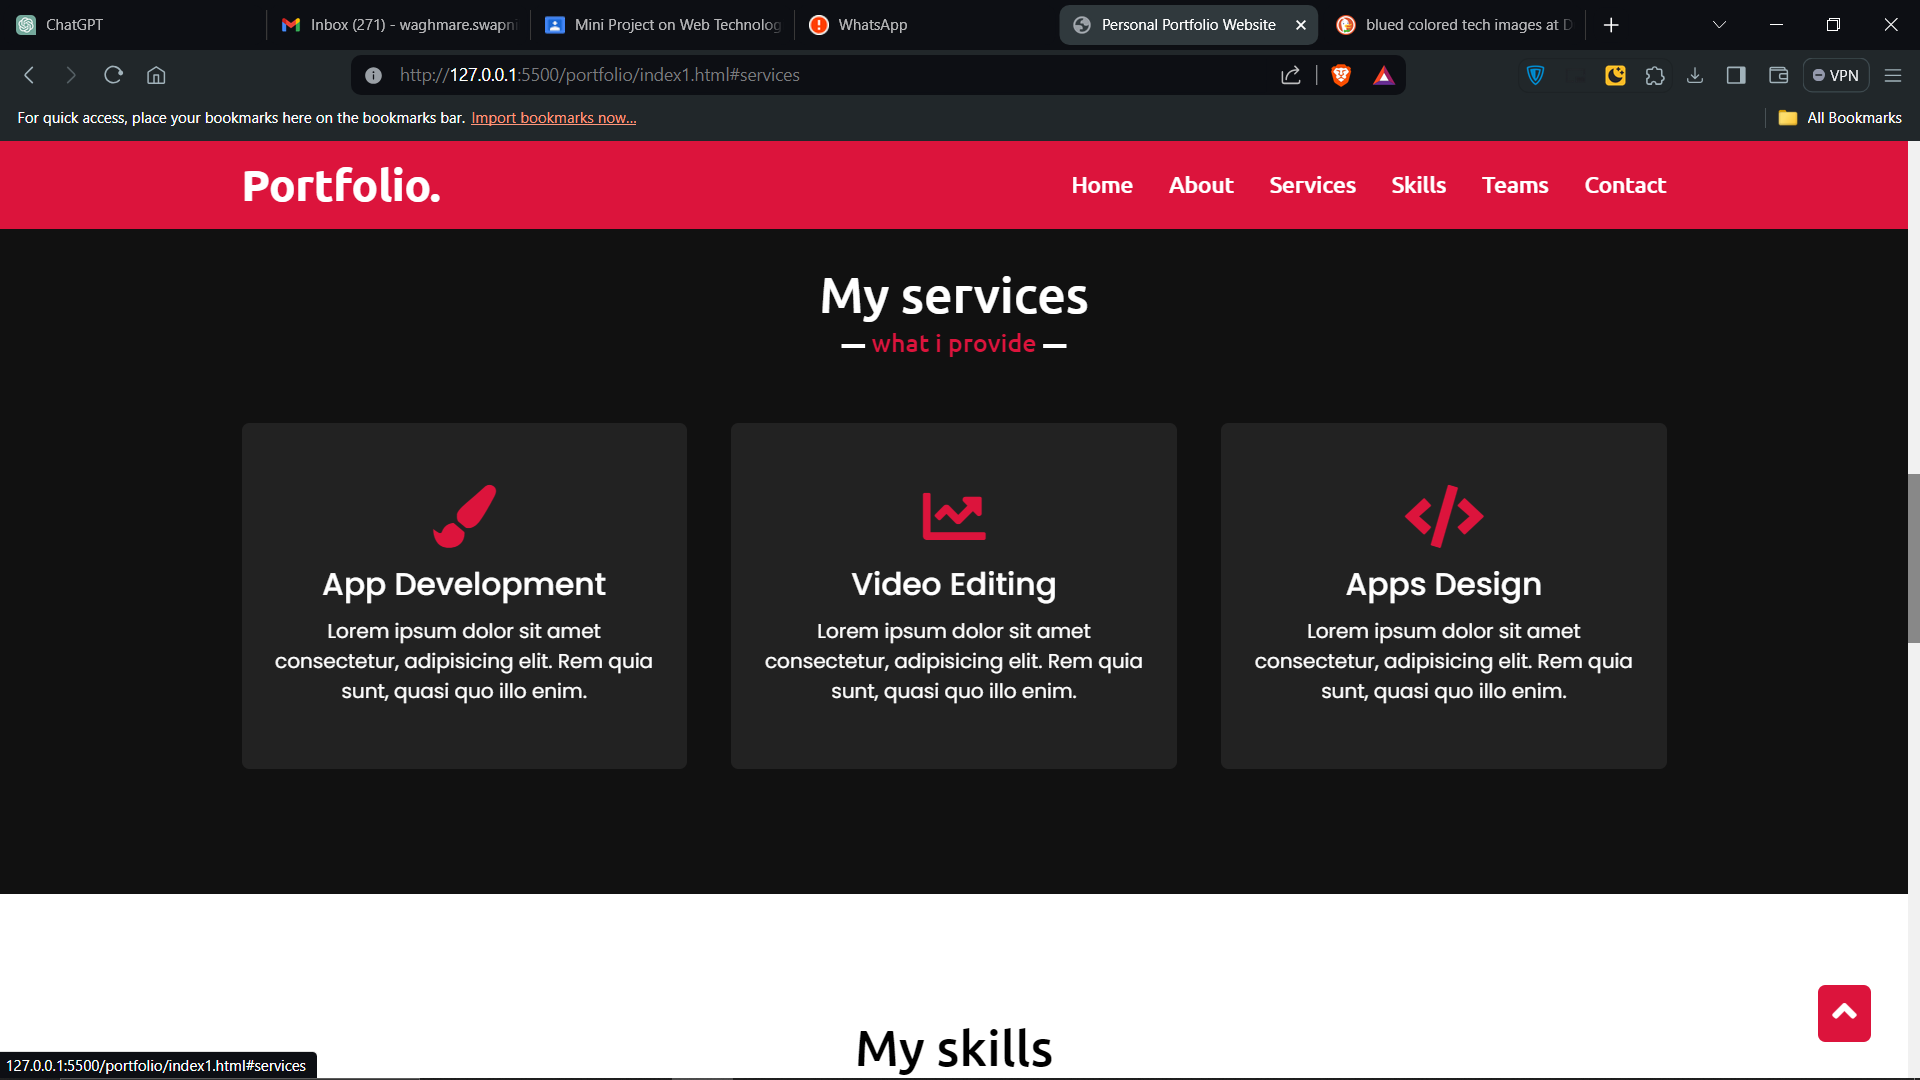 ChatGPT
Inbox (271) - waghmare.swapni
Mini Project on Web Technolog
WhatsApp
Personal Portfolio Website
blued colored tech images at D
http://127.0.0.1:5500/portfolio/index1.html#services
VPN
For quick access, place your bookmarks here on the bookmarks bar. Import bookmarks now...
All Bookmarks
Portfolio.
Home
About
Services
Skills
Teams
Contact
My services
what i provide
App Development
Lorem ipsum dolor sit amet
consectetur, adipisicing elit. Rem quia
sunt, quasi quo illo enim.
Video Editing
Lorem ipsum dolor sit amet
consectetur, adipisicing elit. Rem quia
sunt, quasi quo illo enim.
Apps Design
Lorem ipsum dolor sit amet
consectetur, adipisicing elit. Rem quia
sunt, quasi quo illo enim.
My skills
127.0.0.1:5500/portfolio/index1.html#services